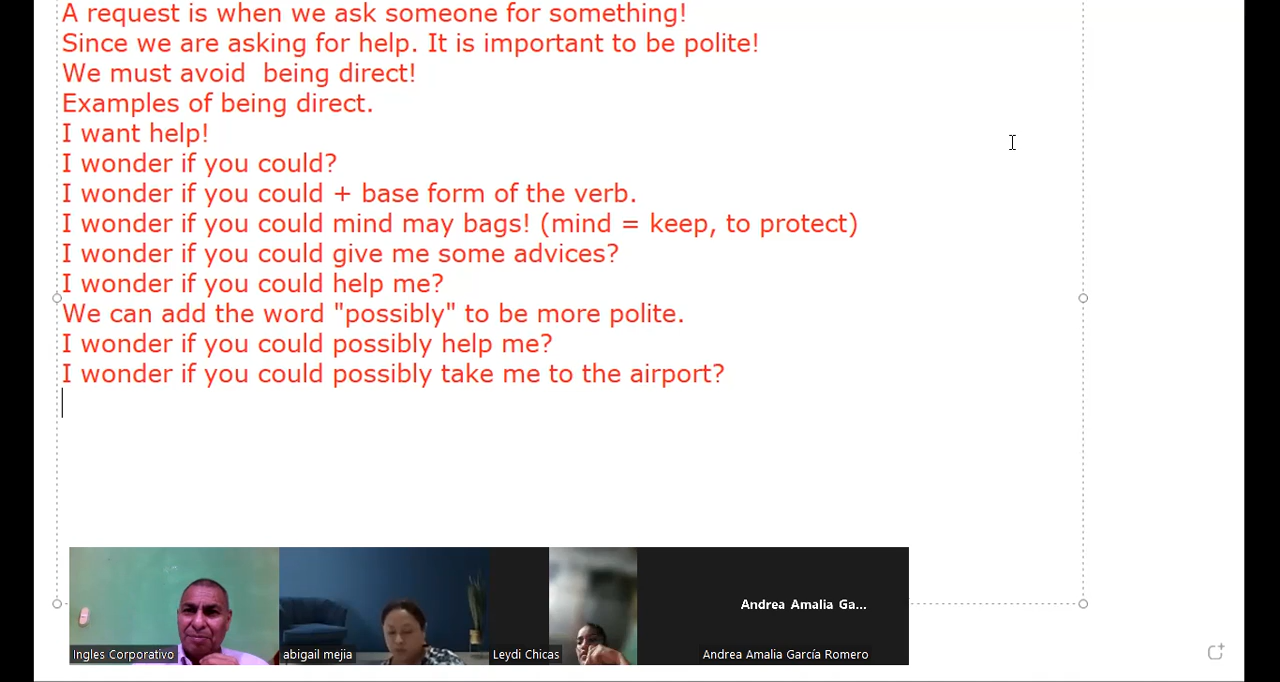 A request is when we ask someone for something!
Since we are asking for help. It is important to be polite!
We must avoid  being direct!
Examples of being direct.
I want help!
I wonder if you could?
I wonder if you could + base form of the verb.
I wonder if you could mind may bags! (mind = keep, to protect)
I wonder if you could give me some advices?
I wonder if you could help me?
We can add the word "possibly" to be more polite.
I wonder if you could possibly help me?
I wonder if you could possibly take me to the airport?
Andrea Amalia Ga...
Ingles Corporativo
abigail mejia
Leydi Chicas
Andrea Amalia García Romero